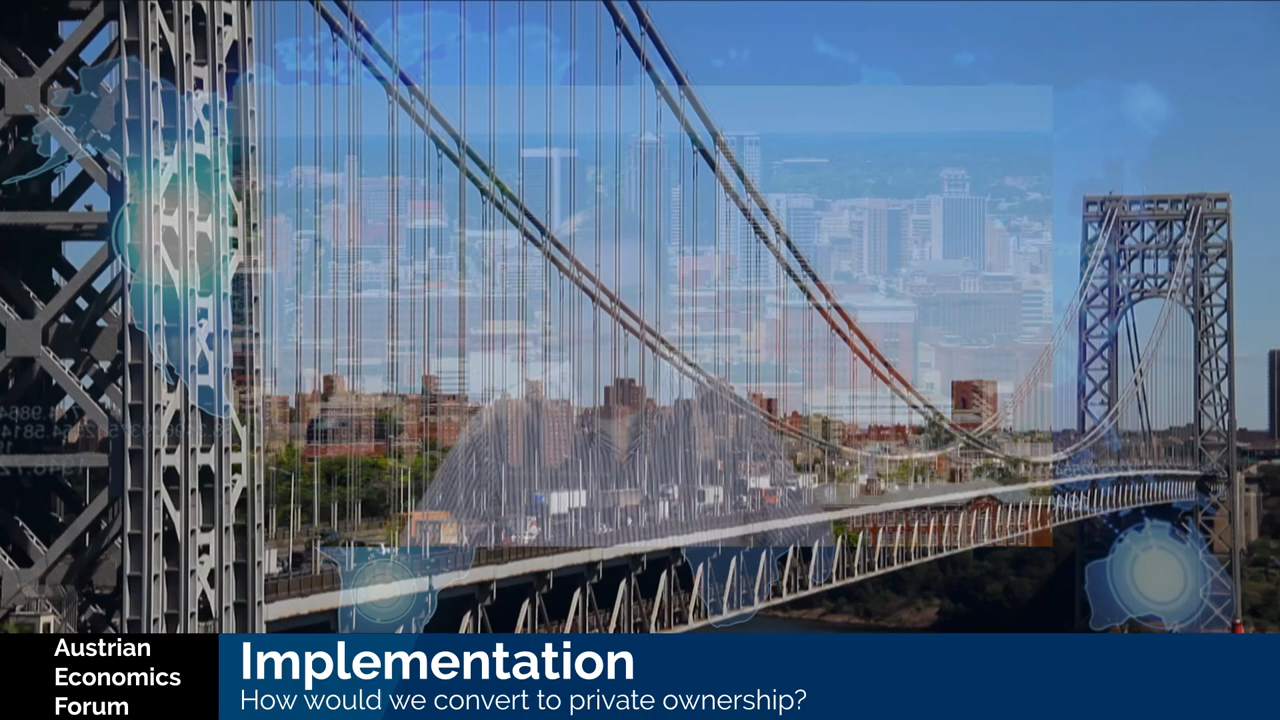 Austrian
Economics
Forum
Implementation
How would we convert to private ownership?